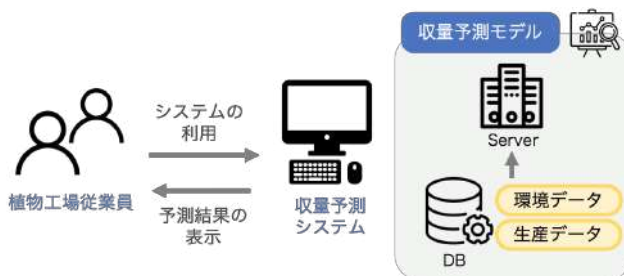 収量予測モデル
システムの
利用
Server
植物工場従業員
予測結果の
表示
収量予測
システム
環境データ
生産データ
DB